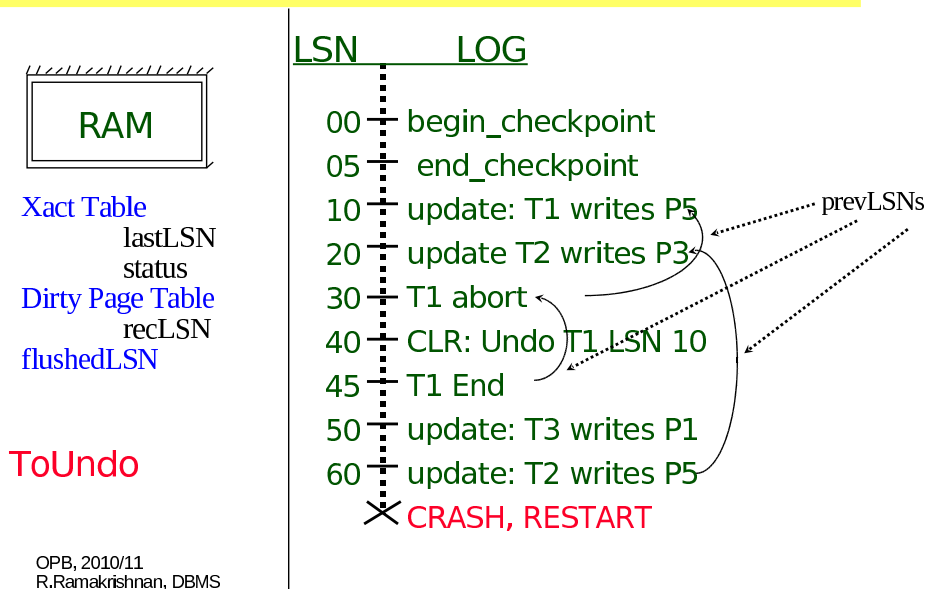 RAM
Xact Table
lastLSN
status
Dirty Page Table
recLSN
flushedLSN
ToUndo
OPB, 2010/11
R.Ramakrishnan, DBMS
LSN LOG
00 begin_checkpoint
05 end_checkpoint
10 update: T1 writes P5
20 update T2 writes P3
30 T1 abort
40 CLR: Undo T1 LSN 10
45 T1 End
50 update: T3 writes P1
60 update: T2 writes P5
CRASH, RESTART
prevLSNs